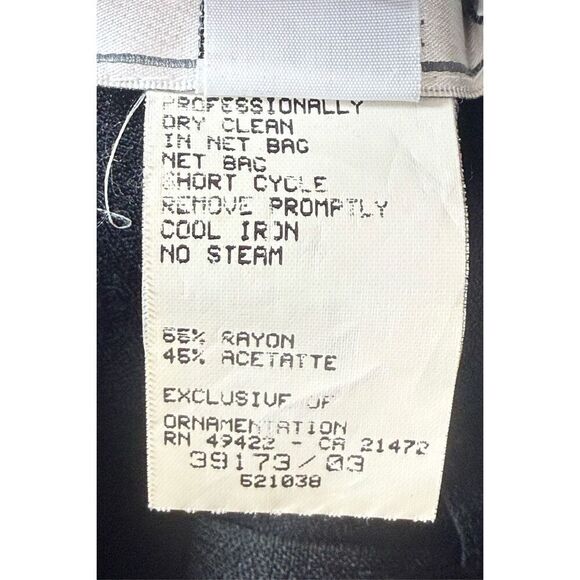 PROFESSIONALLY
DRY CLEAN
IN NET BAG
NET BAG
SHORT CYCLE
REMOVE PROMPTLY
COOL IRON
NO STEAM
55% RAYON
45% ACETATTE
EXCLUSIVE OF
ORNAMENTATION
RN 49422 - CA 21472
39173/03
621038